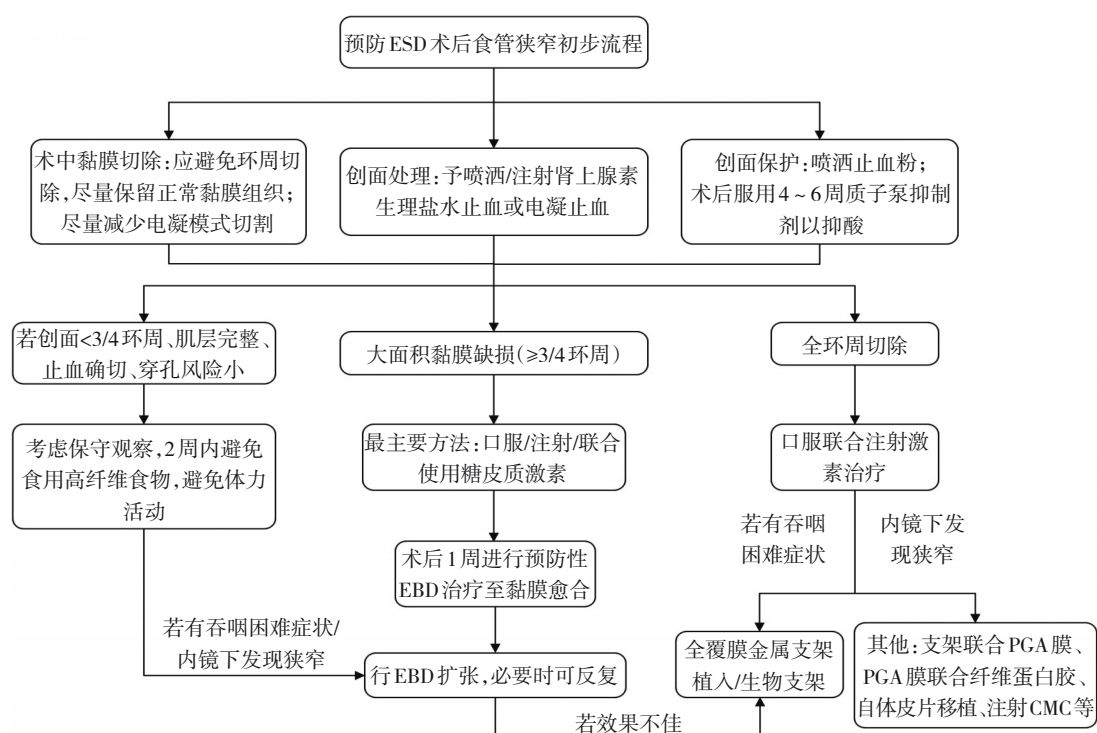 预防ESD术后食管狭窄初步流程
术中黏膜切除:应避免环周切
除,尽量保留正常黏膜组织;
尽量减少电凝模式切割
创面处理:予喷洒/注射肾上腺素
生理盐水止血或电凝止血
创面保护:喷洒止血粉;
术后服用4~6周质子泵抑制
剂以抑酸
若创面<3/4环周、肌层完整、
止血确切、穿孔风险小
大面积黏膜缺损(≥3/4环周)
全环周切除
考虑保守观察,2周内避免
食用高纤维食物,避免体力
活动
最主要方法:口服/注射/联合
使用糖皮质激素
口服联合注射激
素治疗
若有吞咽
困难症状
内镜下发
现狭窄
术后1周进行预防性
EBD治疗至黏膜愈合
若有吞咽困难症状/
内镜下发现狭窄
行EBD扩张,必要时可反复
全覆膜金属支架
植入/生物支架
其他:支架联合PGA膜、
PGA膜联合纤维蛋白胶、
自体皮片移植、注射CMC等
若效果不佳